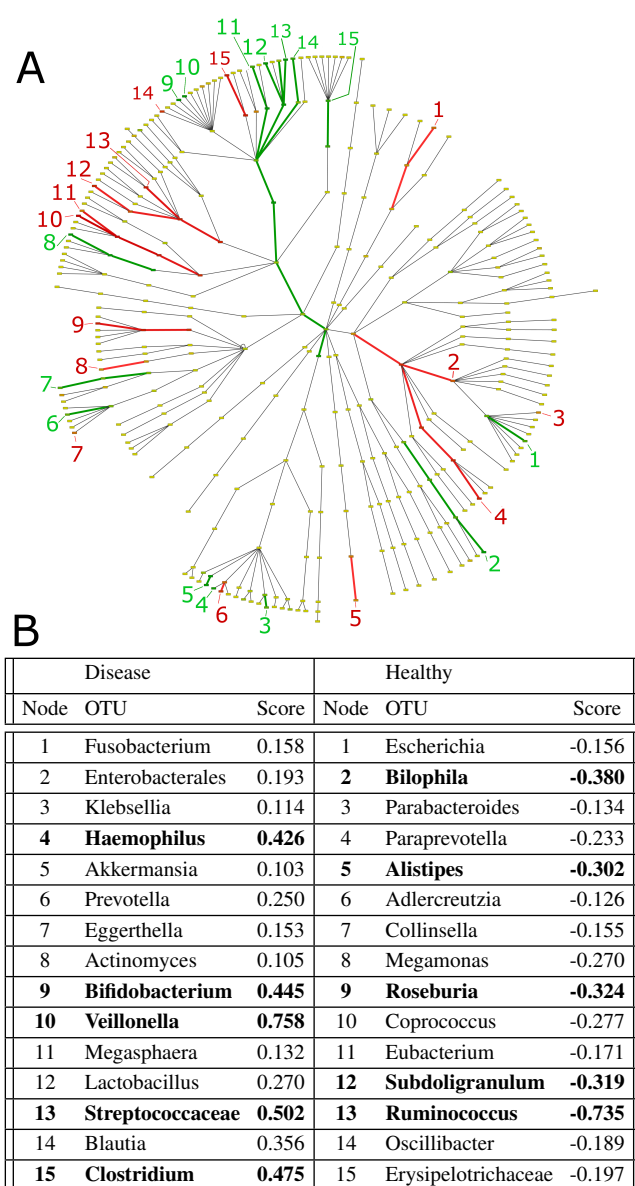 A
11
12
13
14
15
15
10
9
14
13
12
11
10
8
9
8
7
6
7
5
4
6
3
5
2
4
1
3
2
1
B
Disease Healthy
Node OTU Score Node OTU Score
1 Fusobacterium 0.158 1 Escherichia -0.156
2 Enterobacterales 0.193 2 Bilophila -0.380
3 Klebsellia 0.114 3 Parabacteroides -0.134
4 Haemophilus 0.426 4 Paraprevotella -0.233
5 Akkermansia 0.103 5 Alistipes -0.302
6 Prevotella 0.250 6 Adlercreutzia -0.126
7 Eggerthella 0.153 7 Collinsella -0.155
8 Actinomyces 0.105 8 Megamonas -0.270
9 Bifidobacterium 0.445 9 Roseburia -0.324
10 Veillonella 0.758 10 Coprococcus -0.277
11 Megasphaera 0.132 11 Eubacterium -0.171
12 Lactobacillus 0.270 12 Subdoligranulum -0.319
13 Streptococcaceae 0.502 13 Ruminococcus -0.735
14 Blautia 0.356 14 Oscillibacter -0.189
15 Clostridium 0.475 15 Erysipelotrichaceae -0.197